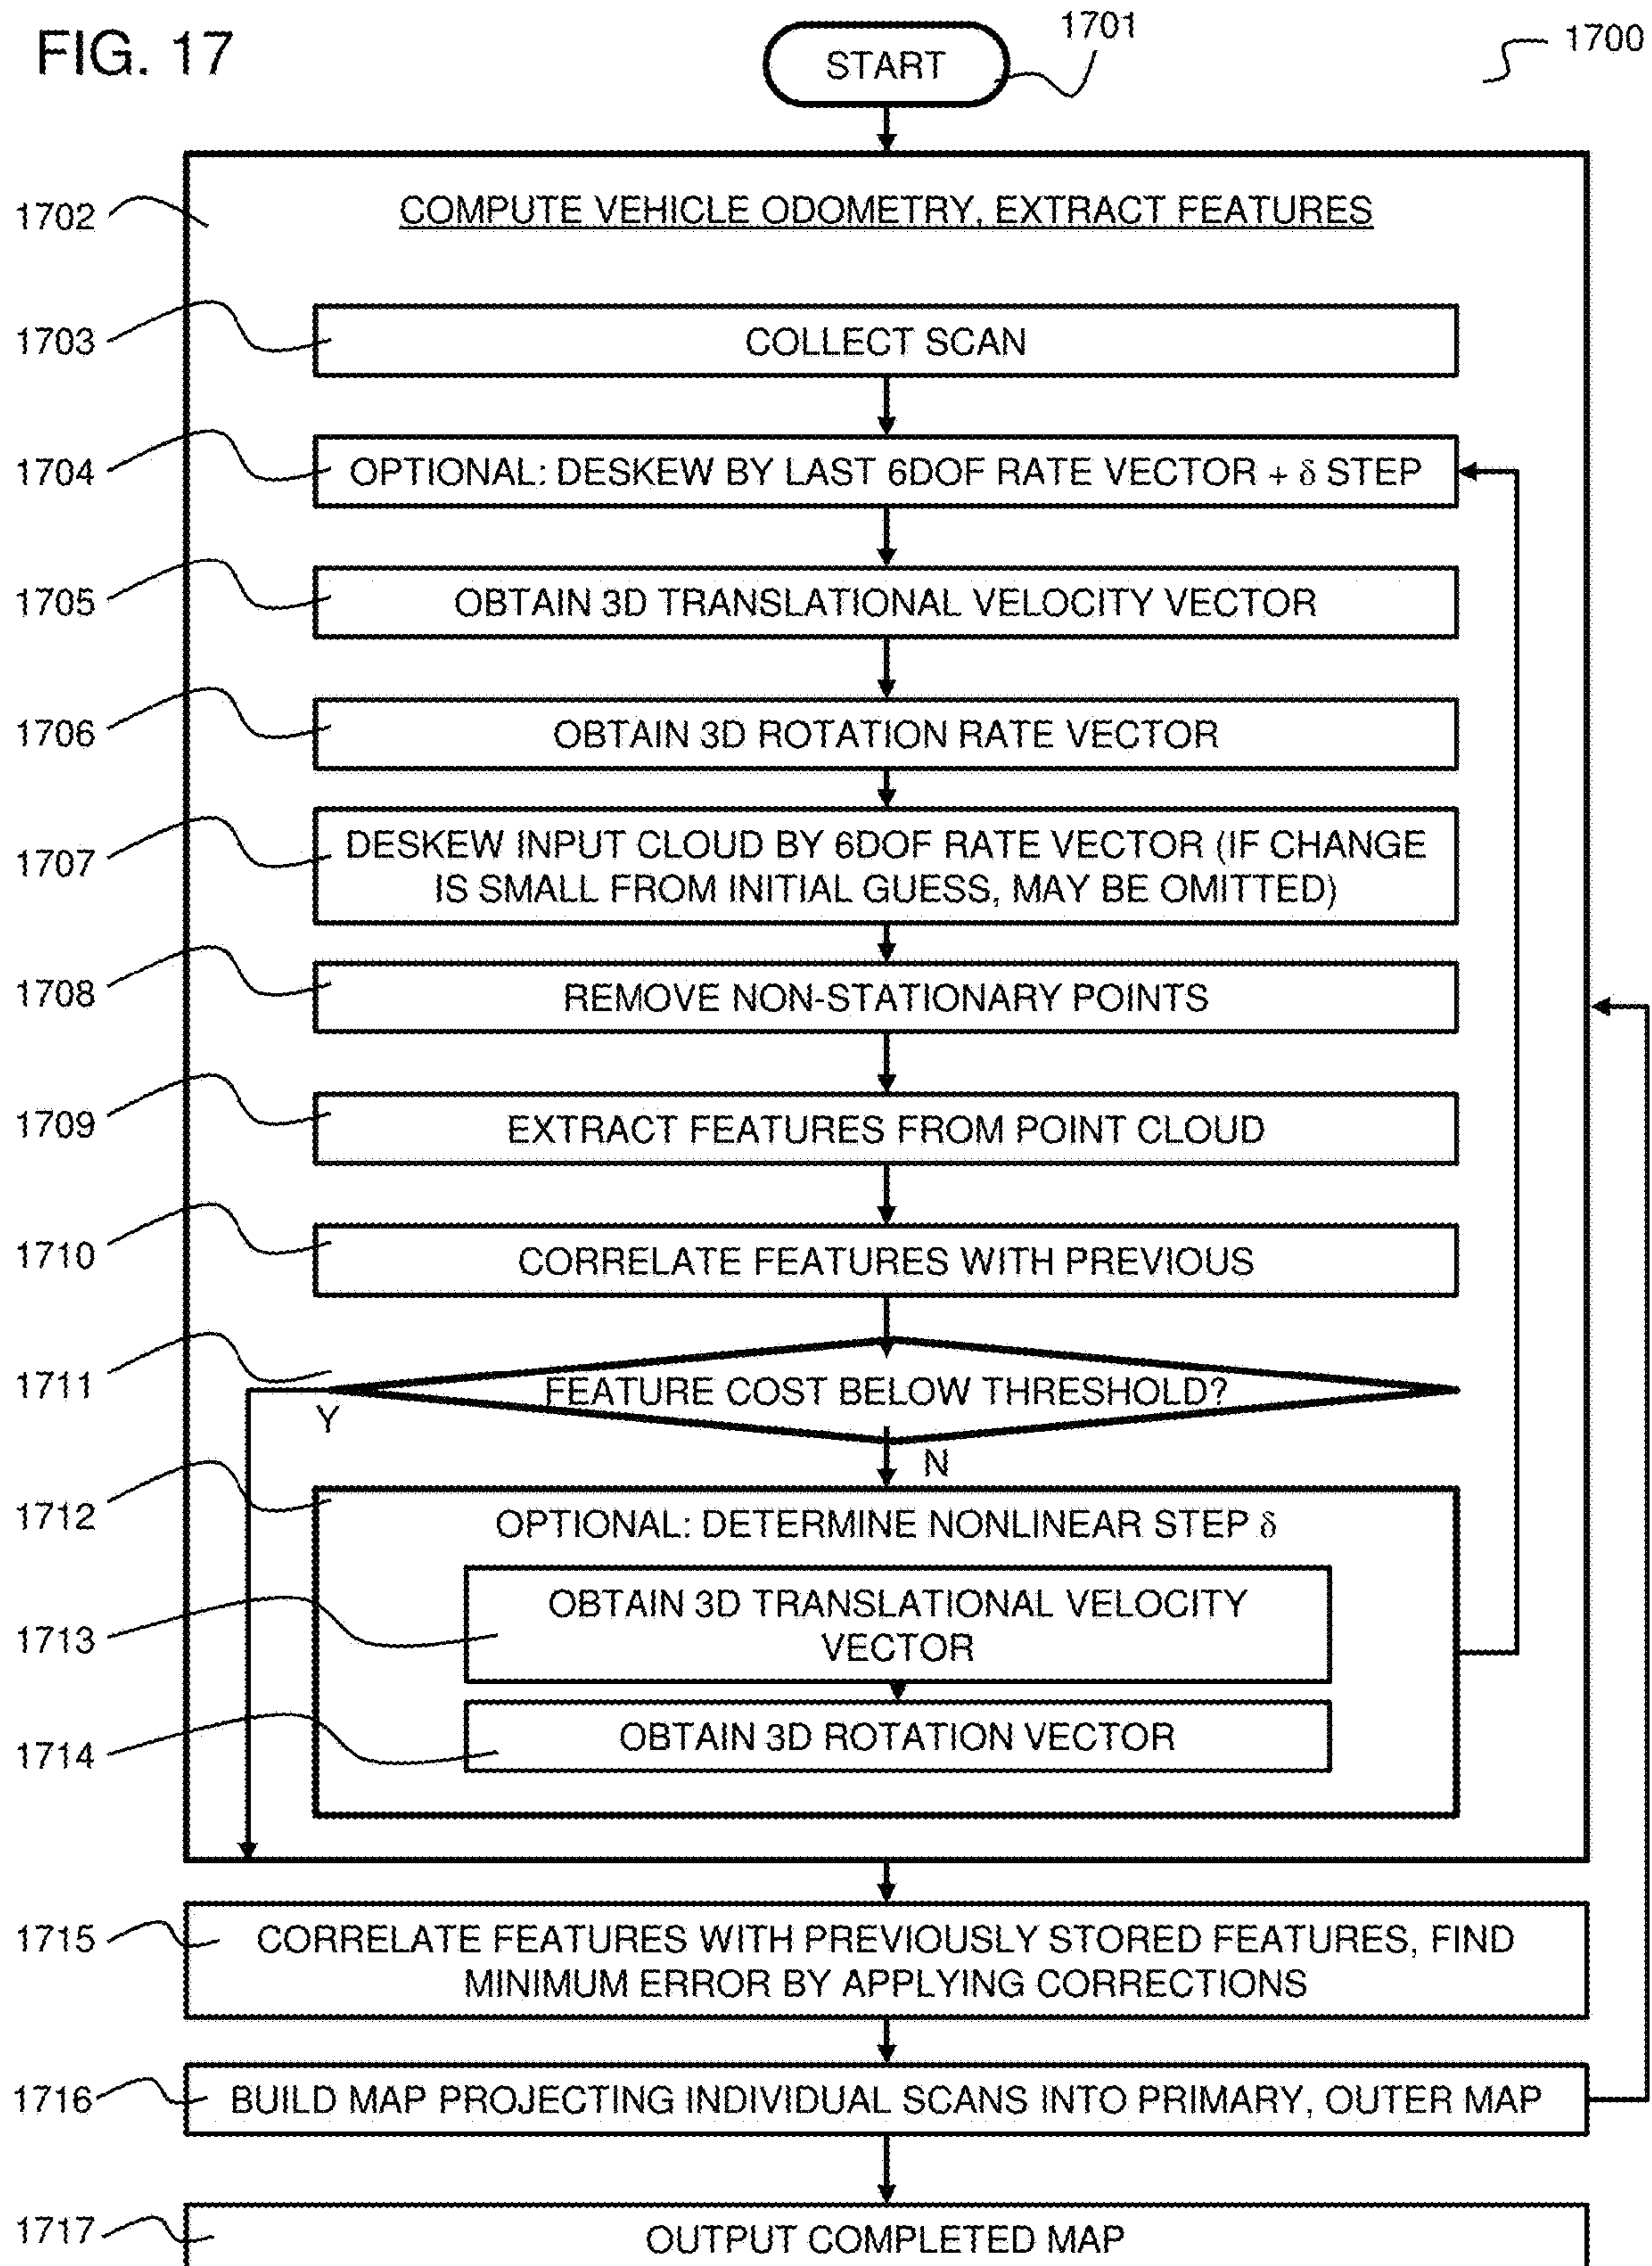 FIG. 17
START
1701
1700
1702
COMPUTE VEHICLE ODOMETRY, EXTRACT FEATURES
1703
COLLECT SCAN
1704
OPTIONAL: DESKEW BY LAST 6DOF RATE VECTOR + δ STEP
1705
OBTAIN 3D TRANSLATIONAL VELOCITY VECTOR
1706
OBTAIN 3D ROTATION RATE VECTOR
1707
DESKEW INPUT CLOUD BY 6DOF RATE VECTOR (IF CHANGE
IS SMALL FROM INITIAL GUESS, MAY BE OMITTED)
1708
REMOVE NON-STATIONARY POINTS
1709
EXTRACT FEATURES FROM POINT CLOUD
1710
CORRELATE FEATURES WITH PREVIOUS
1711
FEATURE COST BELOW THRESHOLD?
Y
N
1712
OPTIONAL: DETERMINE NONLINEAR STEP δ
1713
OBTAIN 3D TRANSLATIONAL VELOCITY
VECTOR
1714
OBTAIN 3D ROTATION VECTOR
1715
CORRELATE FEATURES WITH PREVIOUSLY STORED FEATURES, FIND
MINIMUM ERROR BY APPLYING CORRECTIONS
1716
BUILD MAP PROJECTING INDIVIDUAL SCANS INTO PRIMARY, OUTER MAP
1717
OUTPUT COMPLETED MAP